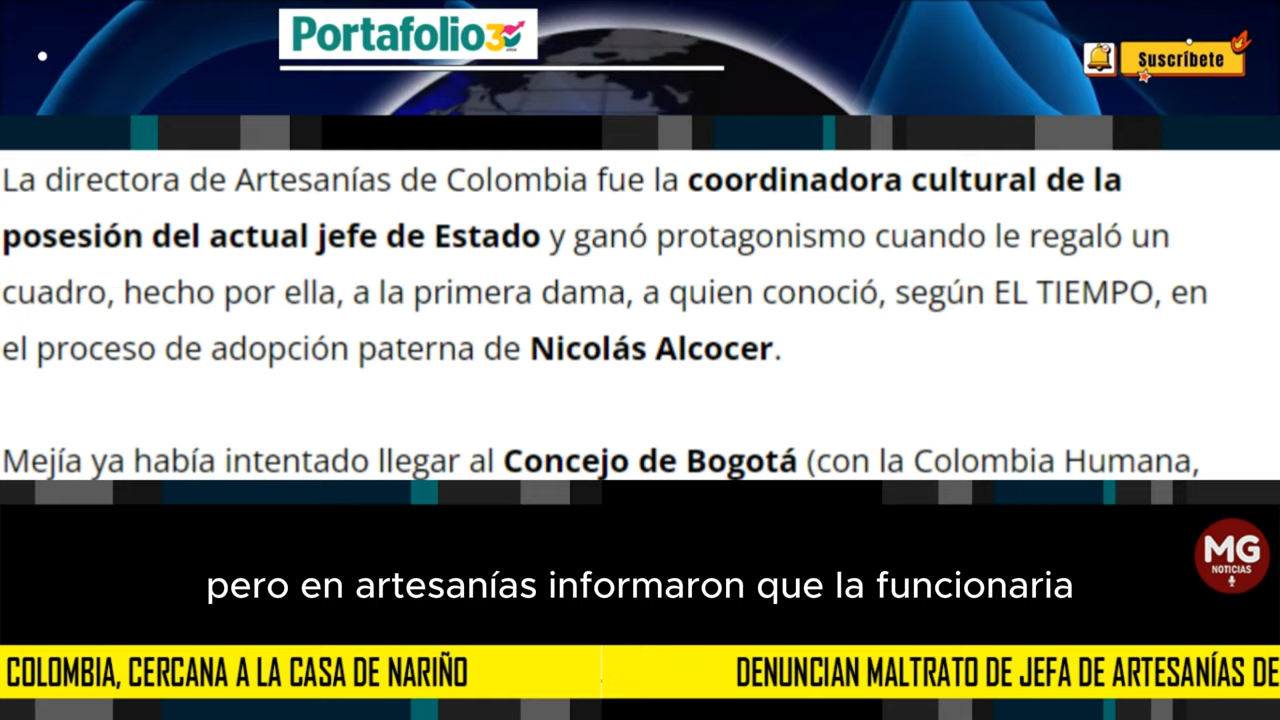 Portafolio30
Suscríbete
La directora de Artesanías de Colombia fue la coordinadora cultural de la
posesión del actual jefe de Estado y ganó protagonismo cuando le regaló un
cuadro, hecho por ella, a la primera dama, a quien conoció, según EL TIEMPO, en
el proceso de adopción paterna de Nicolás Alcocer.
Mejía ya había intentado llegar al Concejo de Bogotá (con la Colombia Humana,
MG
NOTICIAS
pero en artesanías informaron que la funcionaria
COLOMBIA, CERCANA A LA CASA DE NARIÑO DENUNCIAN MALTRATO DE JEFA DE ARTESANÍAS DE